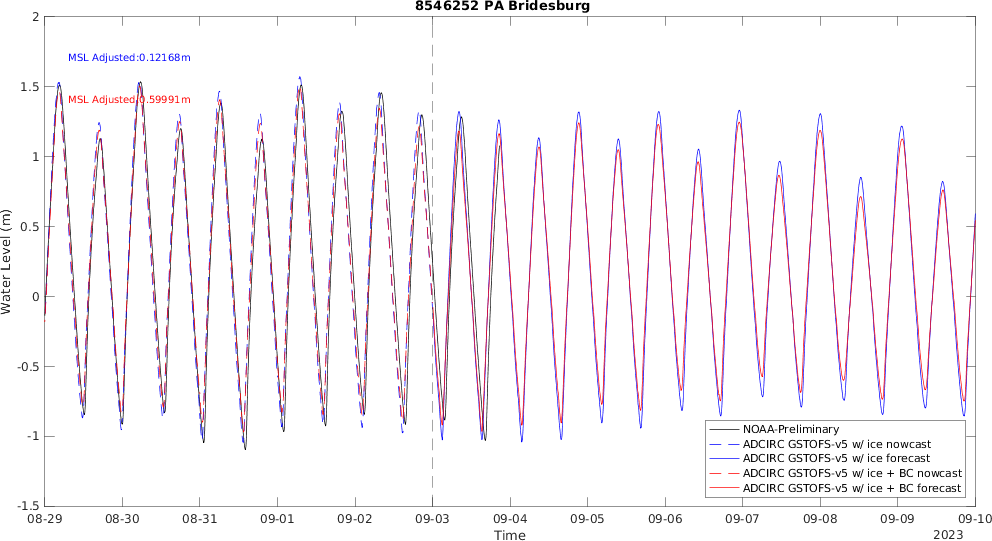 8546252 PA Bridesburg
MSL Adjusted:0.12168m
MSL Adjusted:0.59991m
Water Level (m)
2
1.5
1
0.5
0
-0.5
-1
-1.5
08-29 08-30 08-31 09-01 09-02 09-03 09-04 09-05 09-06 09-07 09-08 09-09 09-10
2023
Time
NOAA-Preliminary
ADCIRC GSTOFS-v5 w/ ice nowcast
ADCIRC GSTOFS-v5 w/ ice forecast
ADCIRC GSTOFS-v5 w/ ice + BC nowcast
ADCIRC GSTOFS-v5 w/ ice + BC forecast